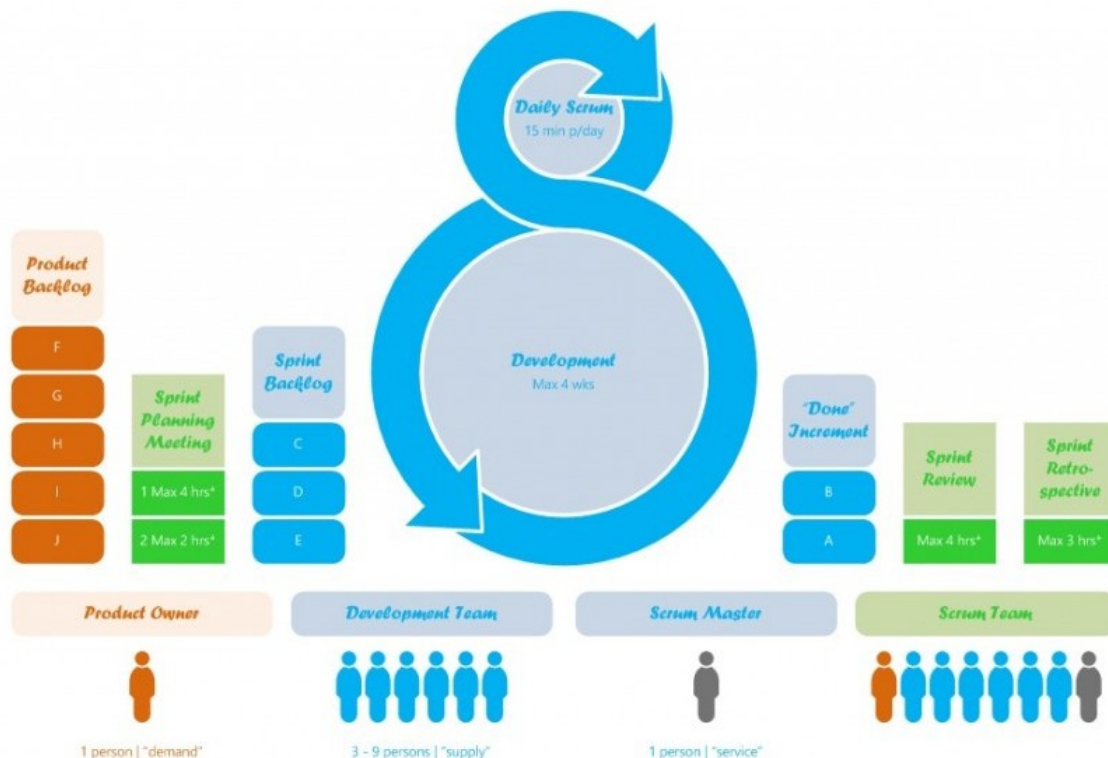 Daily Scrum
15 min p/day
Product
Backlog
F
G
H
I
J
Sprint
Planning
Meeting
1 Max 4 hrs*
2 Max 2 hrs*
Sprint
Backlog
C
D
E
Development
Max 4 wks
"Done"
Increment
B
A
Sprint
Review
Max 4 hrs*
Sprint
Retro-
spective
Max 3 hrs*
Product Owner
Development Team
Scrum Master
Scrum Team
1 person | "demand"
3 - 9 persons | "supply"
1 person | "service"